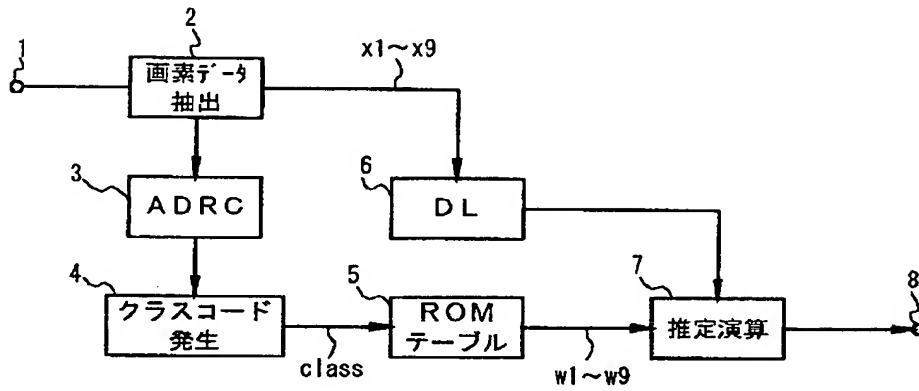 1
2
画素データ
抽出
x1～x9
3
ADRC
6
DL
4
クラスコード
発生
class
5
ROM
テーブル
w1～w9
7
推定演算
8